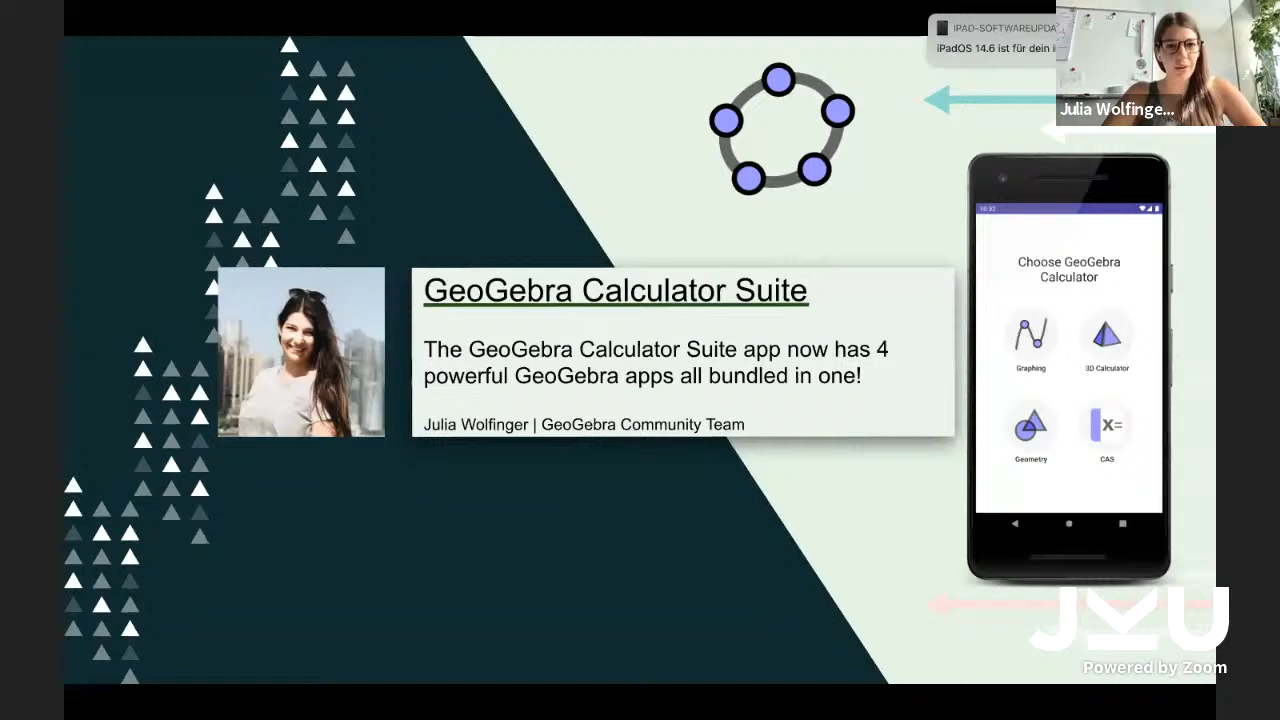 IPAD-SOFTWAREUPDA
iPadOS 14.6 ist für dein i
Julia Wolfinge...
GeoGebra Calculator Suite
The GeoGebra Calculator Suite app now has 4
powerful GeoGebra apps all bundled in one!
Julia Wolfinger | GeoGebra Community Team
Choose GeoGebra
Calculator
Graphing
3D Calculator
Geometry
X=
CAS
JKU
Powered by Zoom